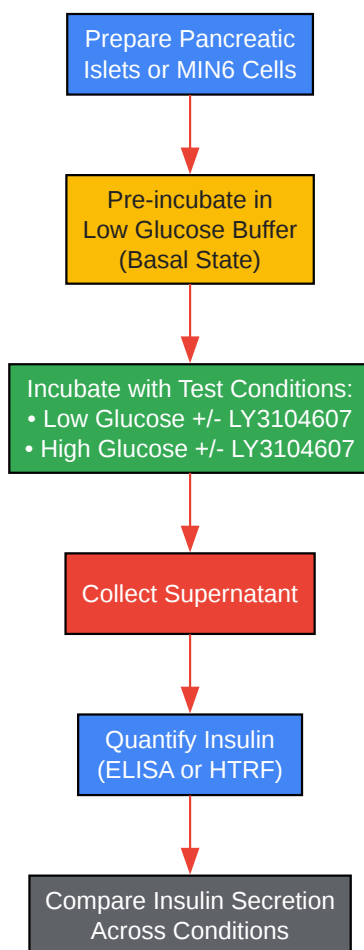 Prepare Pancreatic
Islets or MIN6 Cells
Pre-incubate in
Low Glucose Buffer
(Basal State)
Incubate with Test Conditions:
• Low Glucose +/- LY3104607
• High Glucose +/- LY3104607
Collect Supernatant
Quantify Insulin
(ELISA or HTRF)
Compare Insulin Secretion
Across Conditions